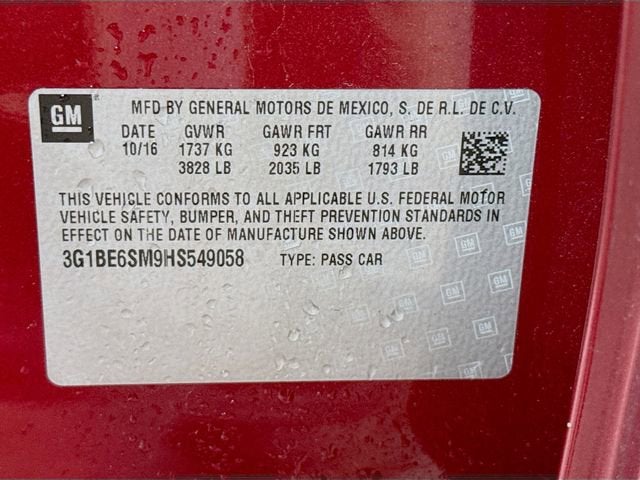 GM
MFD BY GENERAL MOTORS DE MEXICO, S. DE R.L. DE C.V.
DATE GVWR GAWR FRT GAWR RR
10/16 1737 KG 923 KG 814 KG
3828 LB 2035 LB 1793 LB
THIS VEHICLE CONFORMS TO ALL APPLICABLE U.S. FEDERAL MOTOR
VEHICLE SAFETY, BUMPER, AND THEFT PREVENTION STANDARDS IN
EFFECT ON THE DATE OF MANUFACTURE SHOWN ABOVE.
3G1BE6SM9HS549058 TYPE: PASS CAR